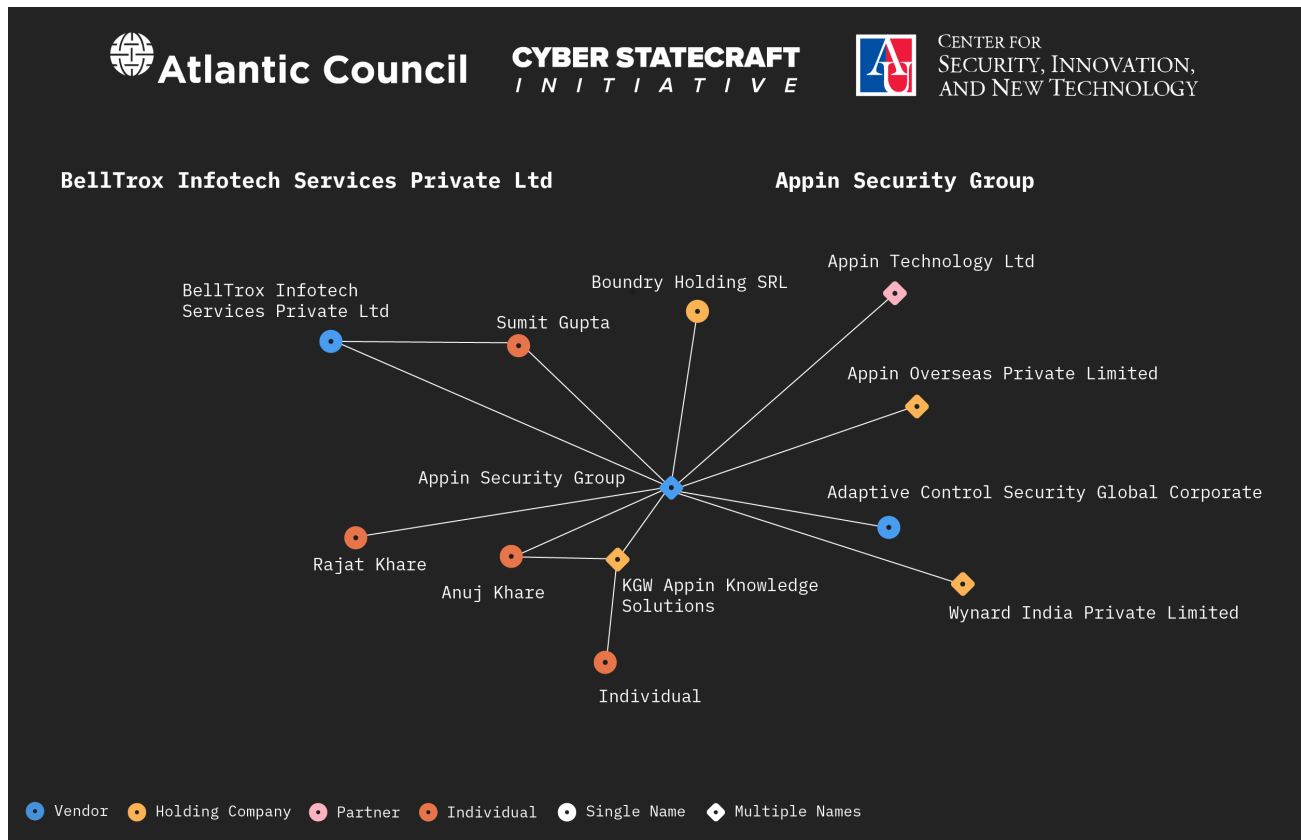 Atlantic Council
CYBER STATECRAFT
INITIATIVE
AU
CENTER FOR
SECURITY, INNOVATION,
AND NEW TECHNOLOGY
BellTrox Infotech Services Private Ltd
Appin Security Group
Appin Technology Ltd
Boundry Holding SRL
BellTrox Infotech
Services Private Ltd
Sumit Gupta
Appin Overseas Private Limited
Appin Security Group
Adaptive Control Security Global Corporate
Rajat Khare
Anuj Khare
KGW Appin Knowledge
Solutions
Wynard India Private Limited
Individual
Vendor
Holding Company
Partner
Individual
Single Name
Multiple Names